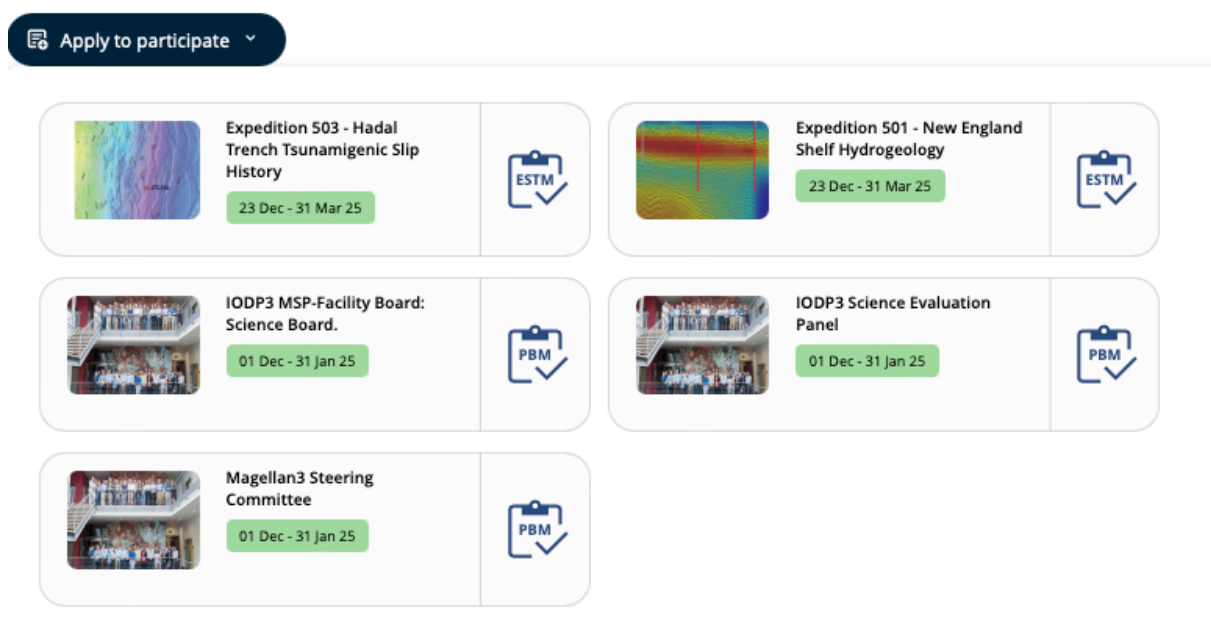 Apply to participate
Expedition 503 - Hadal
Trench Tsunamigenic Slip
History
23 Dec - 31 Mar 25
ESTM
Expedition 501 - New England
Shelf Hydrogeology
23 Dec - 31 Mar 25
ESTM
IODP3 MSP-Facility Board:
Science Board.
01 Dec - 31 Jan 25
PBM
IODP3 Science Evaluation
Panel
01 Dec - 31 Jan 25
PBM
Magellan3 Steering
Committee
01 Dec - 31 Jan 25
PBM